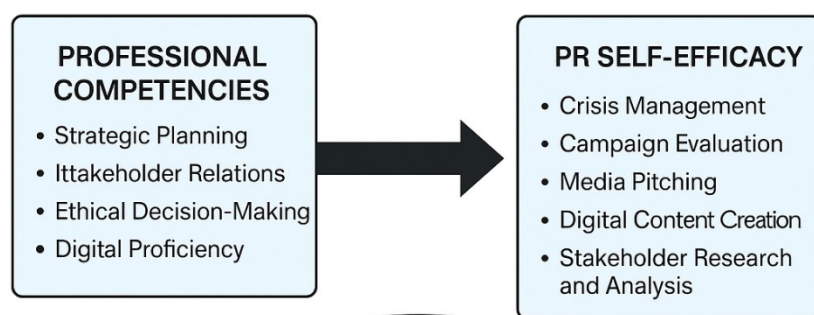 PROFESSIONAL
COMPETENCIES
• Strategic Planning
• Ittakeholder Relations
• Ethical Decision-Making
• Digital Proficiency
PR SELF-EFFICACY
• Crisis Management
• Campaign Evaluation
• Media Pitching
• Digital Content Creation
• Stakeholder Research
and Analysis